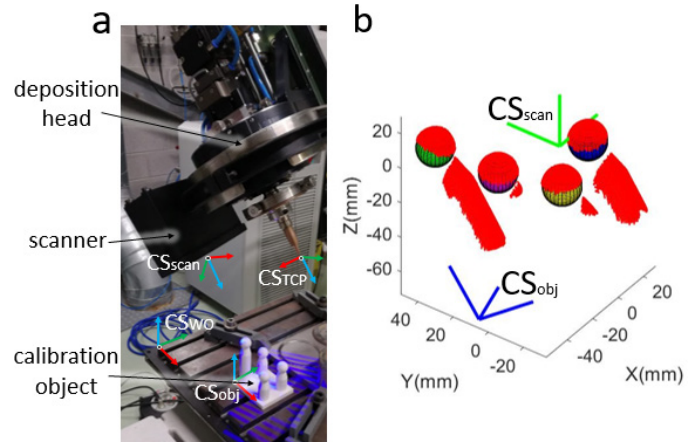 a
deposition
head
scanner
CSscan
CSTCP
CSWO
calibration
object
CSobj
b
CSscan
30
20
0
-20
-40
-60
Z(mm)
CSobj
40
20
0
-20
Y(mm)
20
0
-20
-40
X(mm)